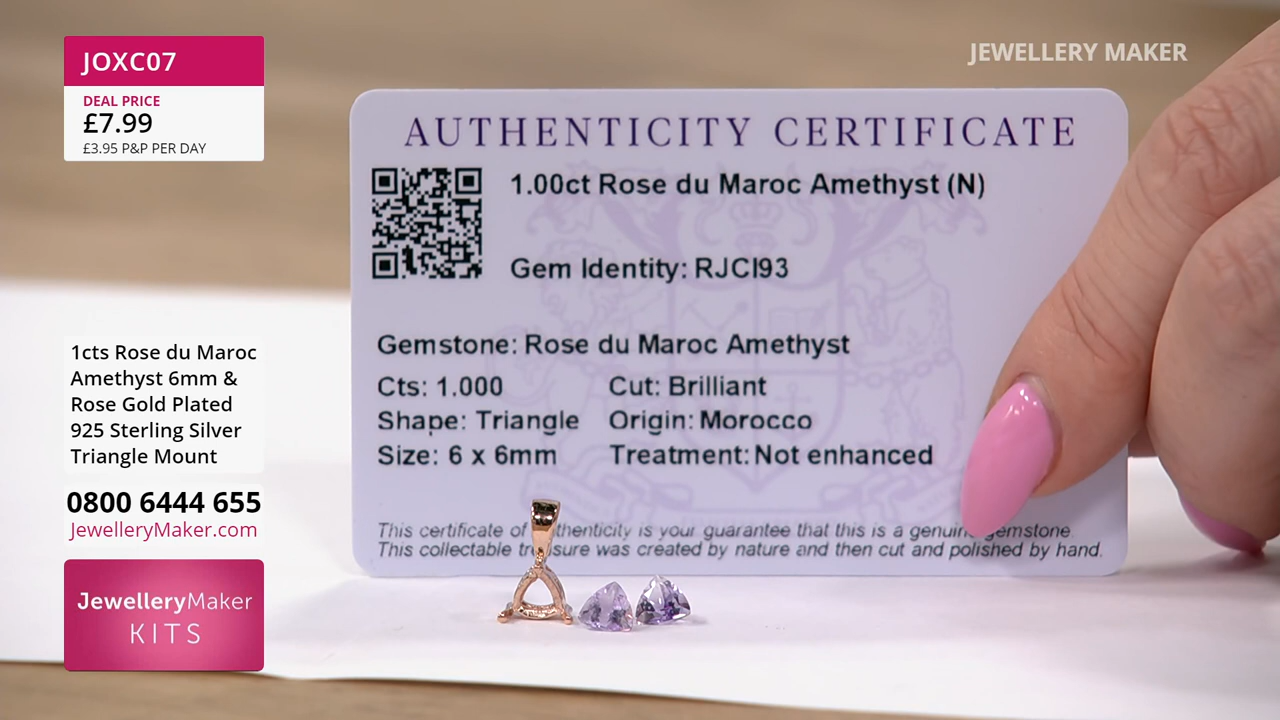 JOXC07
DEAL PRICE
£7.99
£3.95 P&P PER DAY
JEWELLERY MAKER
AUTHENTICITY CERTIFICATE
1.00ct Rose du Maroc Amethyst (N)
Gem Identity: RJCI93
Gemstone: Rose du Maroc Amethyst
Cts: 1.000 Cut: Brilliant
Shape: Triangle Origin: Morocco
Size: 6 x 6mm Treatment: Not enhanced
This certificate of authenticity is your guarantee that this is a genuine gemstone.
This collectable treasure was created by nature and then cut and polished by hand.
1cts Rose du Maroc
Amethyst 6mm &
Rose Gold Plated
925 Sterling Silver
Triangle Mount
0800 6444 655
JewelleryMaker.com
JewelleryMaker
KITS